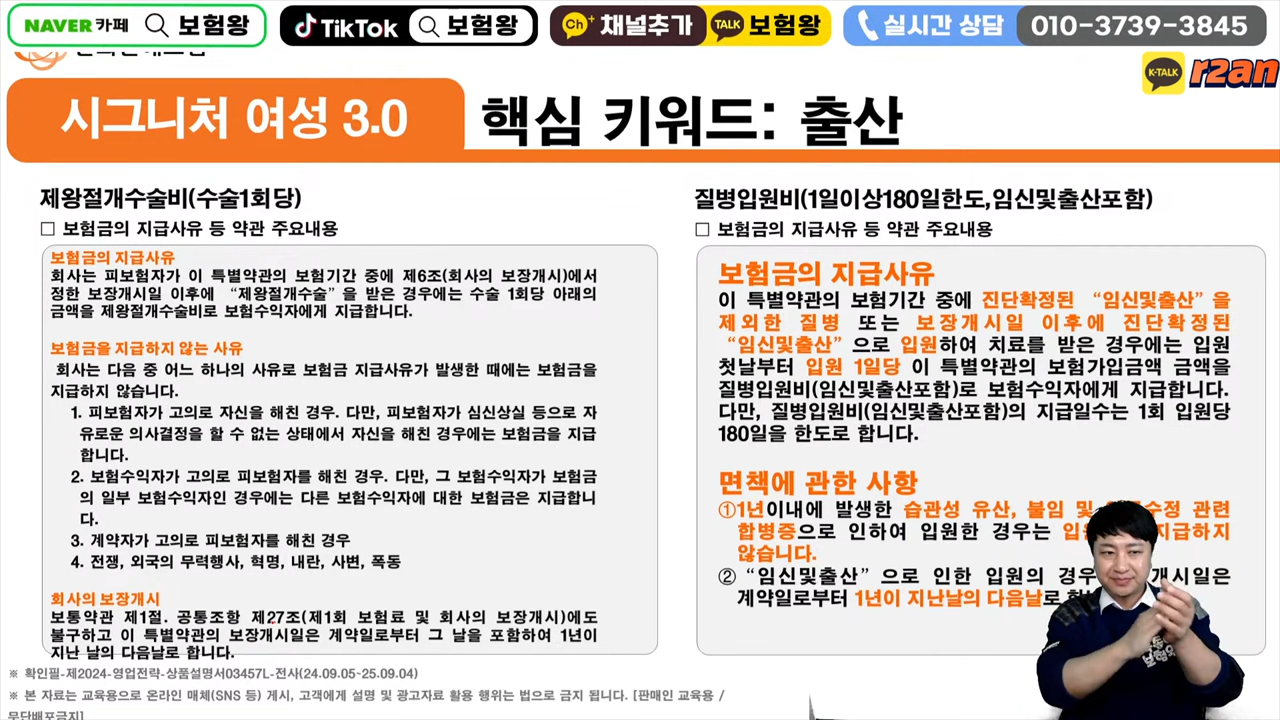 NAVER 카페 보험왕
TikTok 보험왕
Ch+ 채널추가 TALK 보험왕
실시간 상담 010-3739-3845
K-TALK r2an
시그니처 여성 3.0 핵심 키워드: 출산
제왕절개수술비(수술1회당)
□ 보험금의 지급사유 등 약관 주요내용
보험금의 지급사유
회사는 피보험자가 이 특별약관의 보험기간 중에 제6조(회사의 보장개시)에서
정한 보장개시일 이후에 “제왕절개수술”을 받은 경우에는 수술 1회당 아래의
금액을 제왕절개수술비로 보험수익자에게 지급합니다.
보험금을 지급하지 않는 사유
회사는 다음 중 어느 하나의 사유로 보험금 지급사유가 발생한 때에는 보험금을
지급하지 않습니다.
1. 피보험자가 고의로 자신을 해친 경우. 다만, 피보험자가 심신상실 등으로 자
유로운 의사결정을 할 수 없는 상태에서 자신을 해친 경우에는 보험금을 지급
합니다.
2. 보험수익자가 고의로 피보험자를 해친 경우. 다만, 그 보험수익자가 보험금
의 일부 보험수익자인 경우에는 다른 보험수익자에 대한 보험금은 지급합니
다.
3. 계약자가 고의로 피보험자를 해친 경우
4. 전쟁, 외국의 무력행사, 혁명, 내란, 사변, 폭동
회사의 보장개시
보통약관 제1절. 공통조항 제27조(제1회 보험료 및 회사의 보장개시)에도
불구하고 이 특별약관의 보장개시일은 계약일로부터 그 날을 포함하여 1년이
지난 날의 다음날로 합니다.
질병입원비(1일이상180일한도,임신및출산포함)
□ 보험금의 지급사유 등 약관 주요내용
보험금의 지급사유
이 특별약관의 보험기간 중에 진단확정된 “임신및출산”을
제외한 질병 또는 보장개시일 이후에 진단확정된
“임신및출산”으로 입원하여 치료를 받은 경우에는 입원
첫날부터 입원 1일당 이 특별약관의 보험가입금액 금액을
질병입원비(임신및출산포함)로 보험수익자에게 지급합니다.
다만, 질병입원비(임신및출산포함)의 지급일수는 1회 입원당
180일을 한도로 합니다.
면책에 관한 사항
①1년이내에 발생한 습관성 유산, 불임 및 수정 관련
합병증으로 인하여 입원한 경우는 지급하지
않습니다.
② “임신및출산”으로 인한 입원의 개시일은
계약일로부터 1년이 지난날의 다음날로
※ 확인필-제2024-영업전략-상품설명서03457L-전사(24.09.05~25.09.04)
※ 본 자료는 교육용으로 온라인 매체(SNS 등) 게시, 고객에게 설명 및 광고자료 활용 행위는 법으로 금지 됩니다. [판매인 교육용 /
무단배포금지]